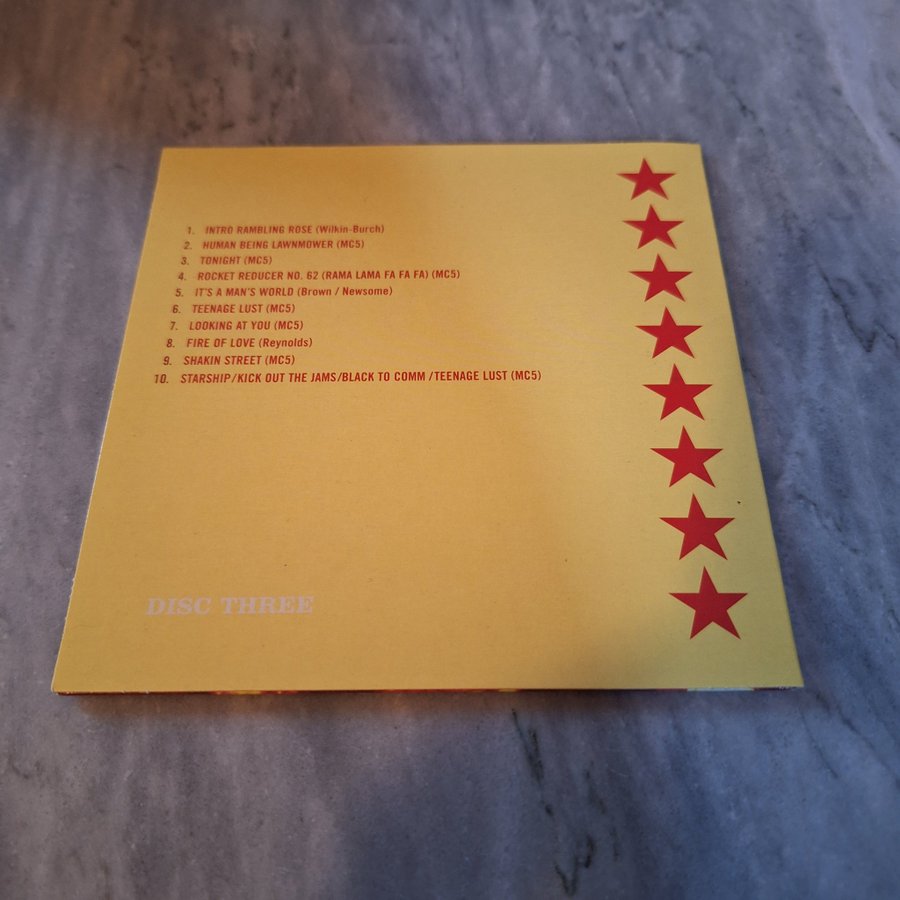 1. INTRO RAMBLING ROSE (Wilkin-Burch)
2. HUMAN BEING LAWNMOWER (MC5)
3. TONIGHT (MC5)
4. ROCKET REDUCER NO. 62 (RAMA LAMA FA FA FA) (MC5)
5. IT'S A MAN'S WORLD (Brown / Newsome)
6. TEENAGE LUST (MC5)
7. LOOKING AT YOU (MC5)
8. FIRE OF LOVE (Reynolds)
9. SHAKIN STREET (MC5)
10. STARSHIP/KICK OUT THE JAMS/BLACK TO COMM /TEENAGE LUST (MC5)
DISC THREE